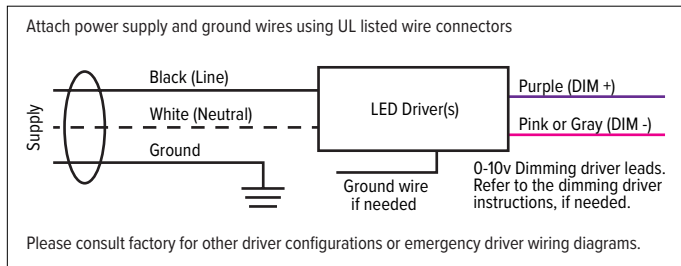 Attach power supply and ground wires using UL listed wire connectors
Supply
Black (Line)
White (Neutral)
Ground
LED Driver(s)
Ground wire
if needed
Purple (DIM +)
Pink or Gray (DIM -)
0-10v Dimming driver leads.
Refer to the dimming driver
instructions, if needed.
Please consult factory for other driver configurations or emergency driver wiring diagrams.